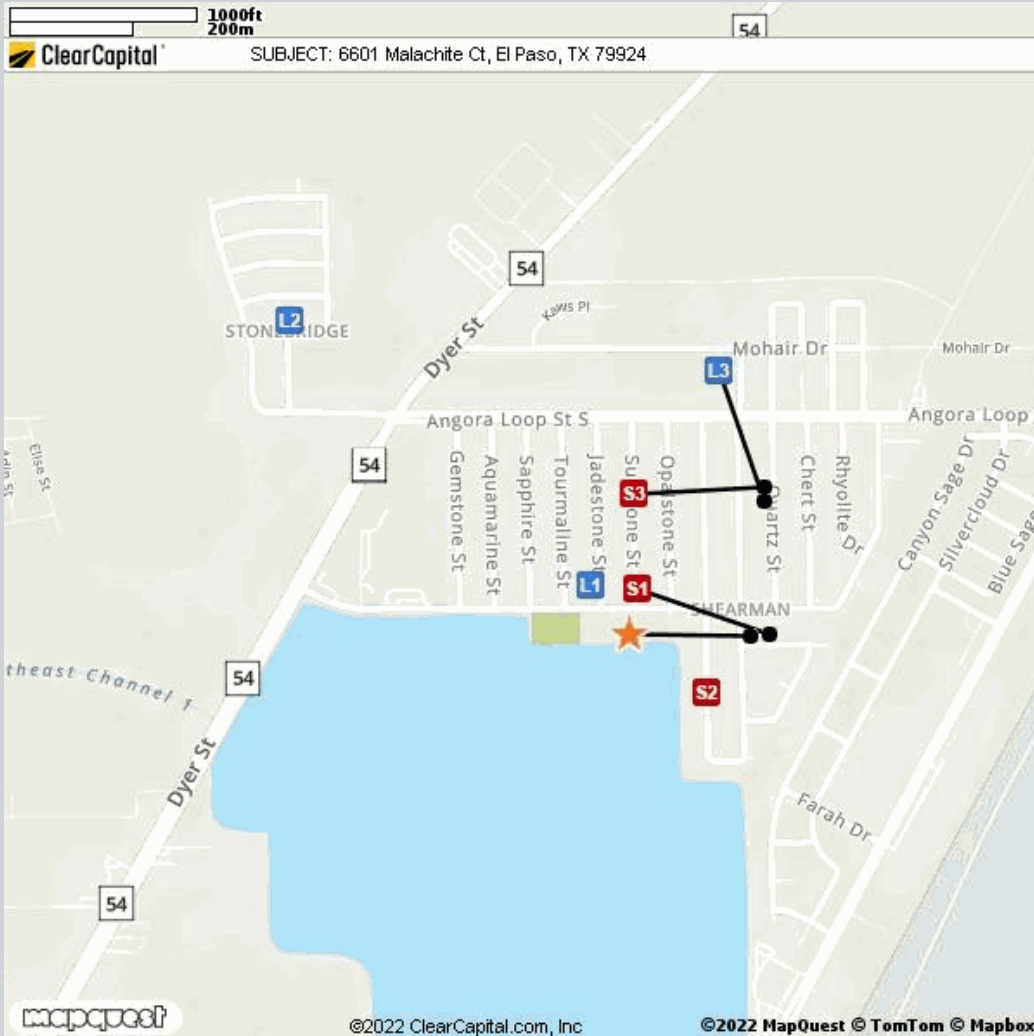 1000ft
200m
54
ClearCapital
SUBJECT: 6601 Malachite Ct, El Paso, TX 79924
54
Kaws Pl
L2
STONEBRIDGE
Dyer St
Mohair Dr
Mohair Dr
L3
Angora Loop St S
Angora Loop
54
Elise St
Gemstone St
Aquamarine St
Sapphire St
Tourmaline St
Jadestone St
S3
Opalstone St
Quartz St
Chert St
Rhyolite Dr
Canyon Sage Dr
Silvercloud Dr
Blue Sage
L1
S1
SHEARMAN
theast Channel 1
54
S2
Dyer St
Farah Dr
54
mapquest
©2022 ClearCapital.com, Inc
©2022 MapQuest © TomTom © Mapbox